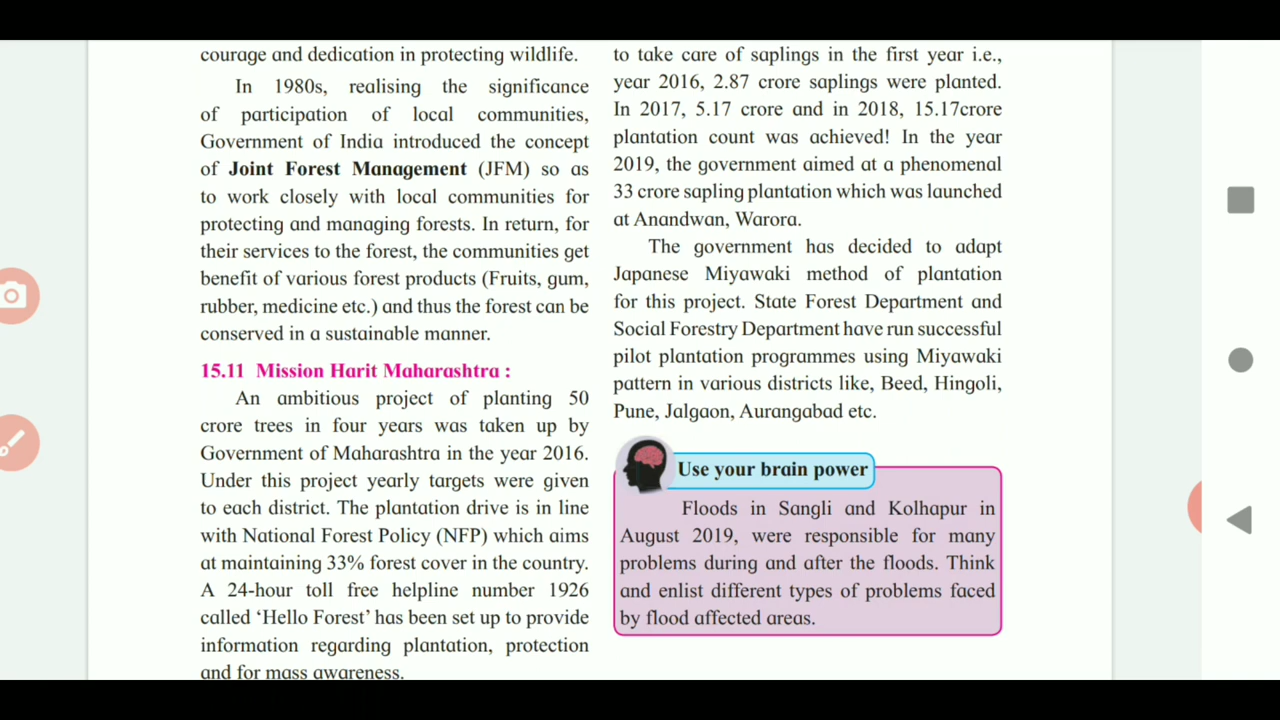 courage and dedication in protecting wildlife.
In 1980s, realising the significance
of participation of local communities,
Government of India introduced the concept
of Joint Forest Management (JFM) so as
to work closely with local communities for
protecting and managing forests. In return, for
their services to the forest, the communities get
benefit of various forest products (Fruits, gum,
rubber, medicine etc.) and thus the forest can be
conserved in a sustainable manner.
15.11 Mission Harit Maharashtra :
An ambitious project of planting 50
crore trees in four years was taken up by
Government of Maharashtra in the year 2016.
Under this project yearly targets were given
to each district. The plantation drive is in line
with National Forest Policy (NFP) which aims
at maintaining 33% forest cover in the country.
A 24-hour toll free helpline number 1926
called ‘Hello Forest’ has been set up to provide
information regarding plantation, protection
and for mass awareness.
to take care of saplings in the first year i.e.,
year 2016, 2.87 crore saplings were planted.
In 2017, 5.17 crore and in 2018, 15.17crore
plantation count was achieved! In the year
2019, the government aimed at a phenomenal
33 crore sapling plantation which was launched
at Anandwan, Warora.
The government has decided to adapt
Japanese Miyawaki method of plantation
for this project. State Forest Department and
Social Forestry Department have run successful
pilot plantation programmes using Miyawaki
pattern in various districts like, Beed, Hingoli,
Pune, Jalgaon, Aurangabad etc.
Use your brain power
Floods in Sangli and Kolhapur in
August 2019, were responsible for many
problems during and after the floods. Think
and enlist different types of problems faced
by flood affected areas.